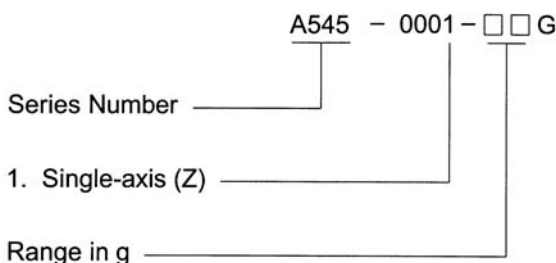 A545 - 0001 - □□ G
Series Number
1. Single-axis (Z)
Range in g